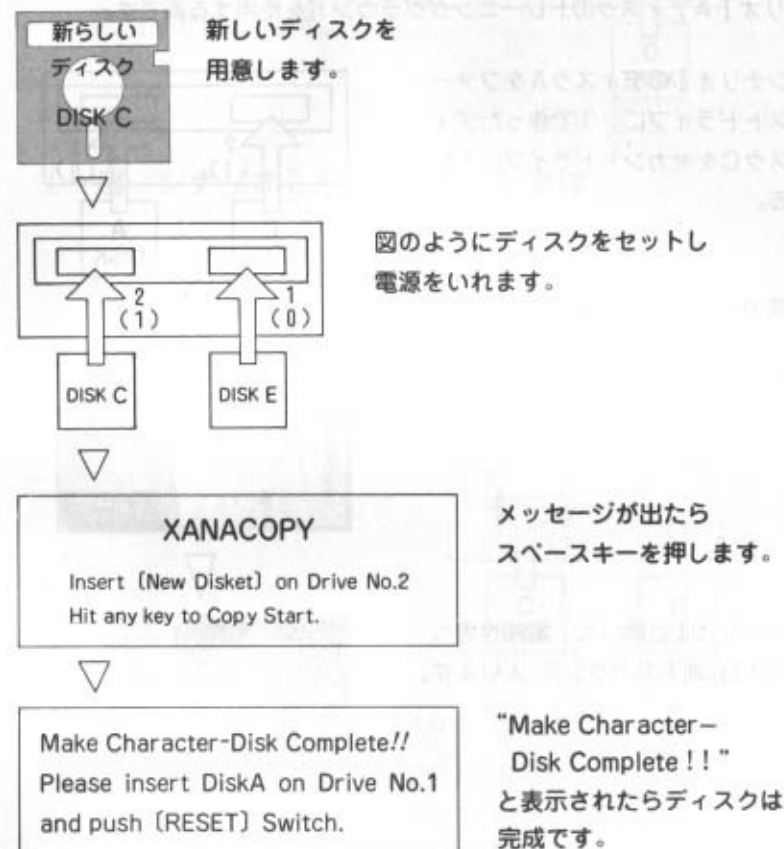 新らしい
ディスク
DISK C
新しいディスクを
用意します。
図のようにディスクをセットし
電源をいれます。
2
(1)
1
(0)
DISK C
DISK E
XANACOPY
Insert〔New Disket〕on Drive No.2
Hit any key to Copy Start.
メッセージが出たら
スペースキーを押します。
Make Character-Disk Complete!!
Please insert DiskA on Drive No.1
and push〔RESET〕Switch.
“Make Character−
Disk Complete!!”
と表示されたらディスクは
完成です。